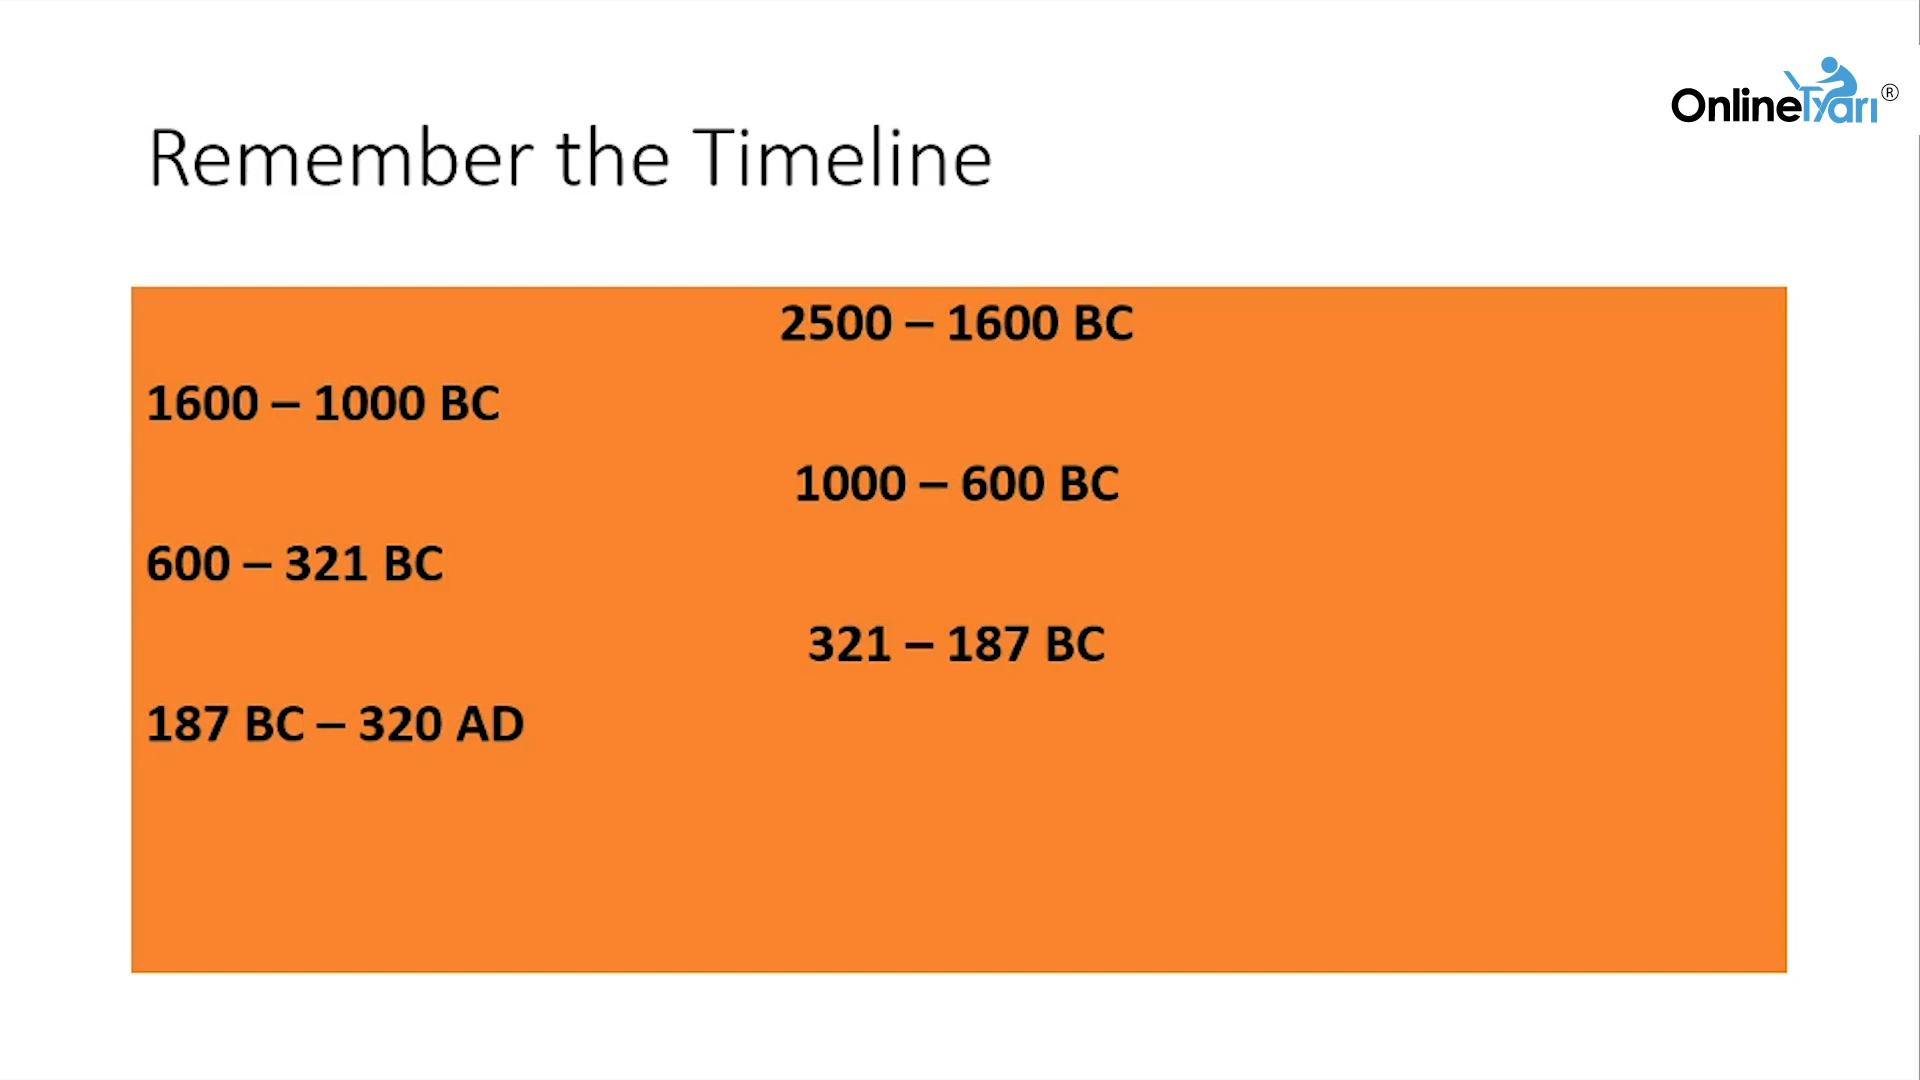 OnlineTyari®
Remember the Timeline
2500 – 1600 BC
1600 – 1000 BC
1000 – 600 BC
600 – 321 BC
321 – 187 BC
187 BC – 320 AD